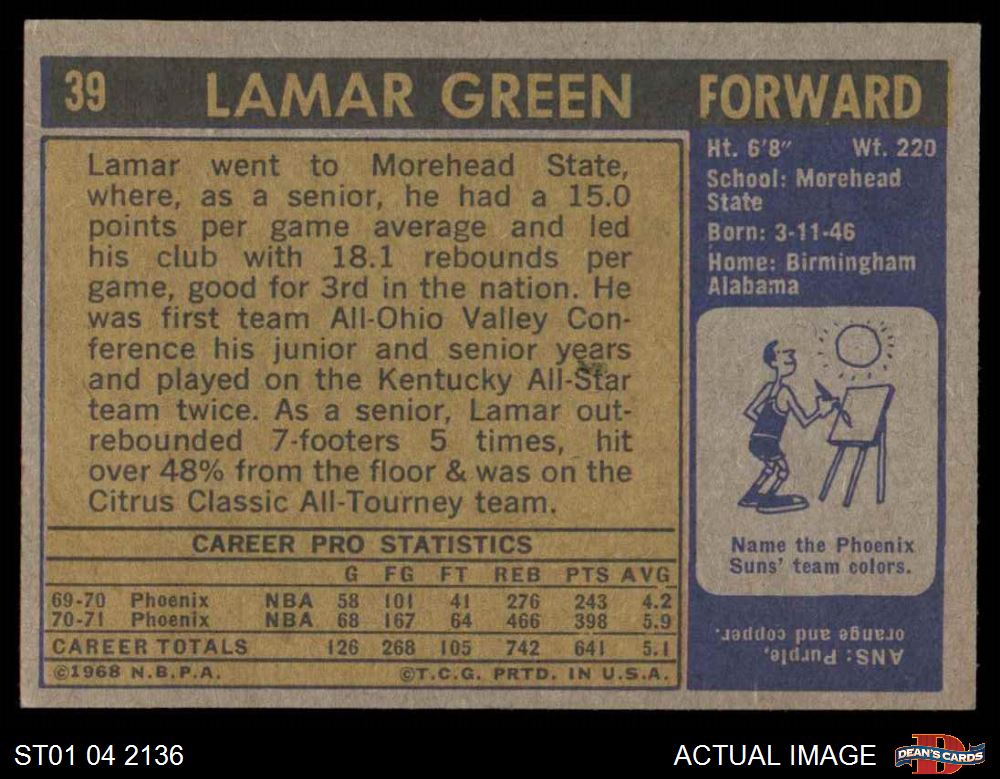 39 LAMAR GREEN FORWARD
Lamar went to Morehead State,
where, as a senior, he had a 15.0
points per game average and led
his club with 18.1 rebounds per
game, good for 3rd in the nation. He
was first team All-Ohio Valley Con-
ference his junior and senior years
and played on the Kentucky All-Star
team twice. As a senior, Lamar out-
rebounded 7-footers 5 times, hit
over 48% from the floor & was on the
Citrus Classic All-Tourney team.
CAREER PRO STATISTICS
G FG FT REB PTS AVG
69-70 Phoenix NBA 58 101 41 276 243 4.2
70-71 Phoenix NBA 68 167 64 466 398 5.9
CAREER TOTALS 126 268 105 742 641 5.1
©1968 N.B.P.A. ©T.C.G. PRTD. IN U.S.A.
Ht. 6'8" Wt. 220
School: Morehead
State
Born: 3-11-46
Home: Birmingham
Alabama
Name the Phoenix
Suns' team colors.
ANS: Purple,
orange and copper.
ST01 04 2136
ACTUAL IMAGE
D
DEAN'S CARDS